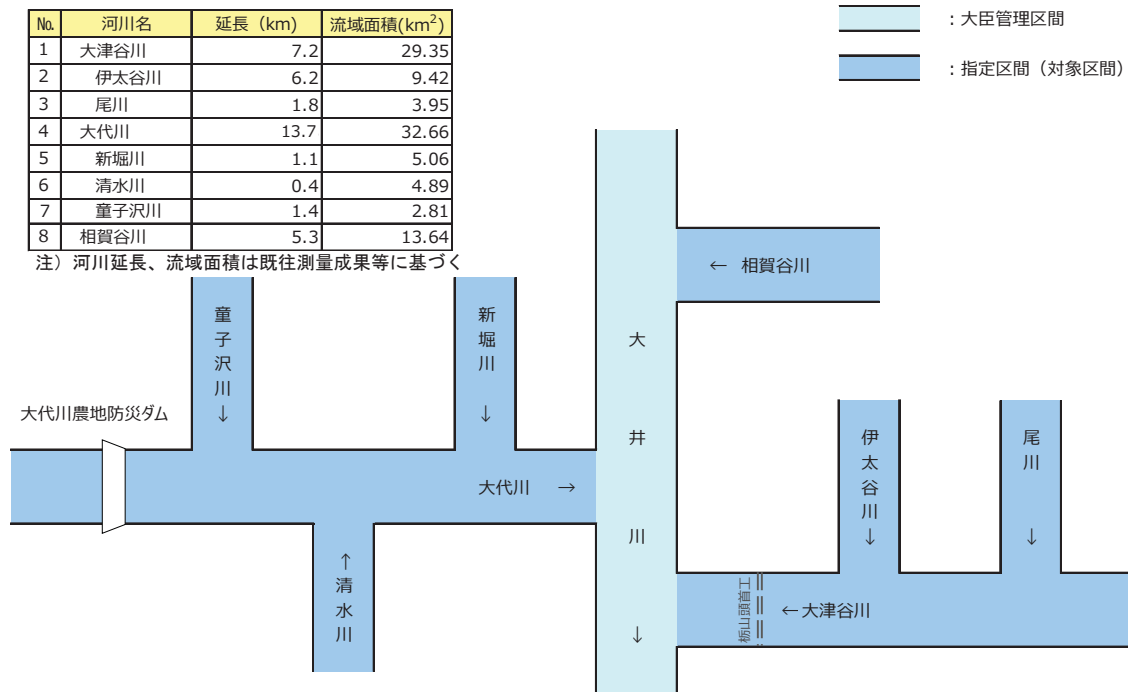 № 河川名 延長（km) 流域面積(km²)
1 大津谷川 7.2 29.35
2 伊太谷川 6.2 9.42
3 尾川 1.8 3.95
4 大代川 13.7 32.66
5 新堀川 1.1 5.06
6 清水川 0.4 4.89
7 童子沢川 1.4 2.81
8 相賀谷川 5.3 13.64
注）河川延長、流域面積は既往測量成果等に基づく
：大臣管理区間
：指定区間（対象区間）
← 相賀谷川
童子沢川↓
新堀川 ↓
大井川↓
大代川農地防災ダム
大代川 →
伊太谷川↓
尾川 ↓
↑清水川
栃山頭首工
←大津谷川